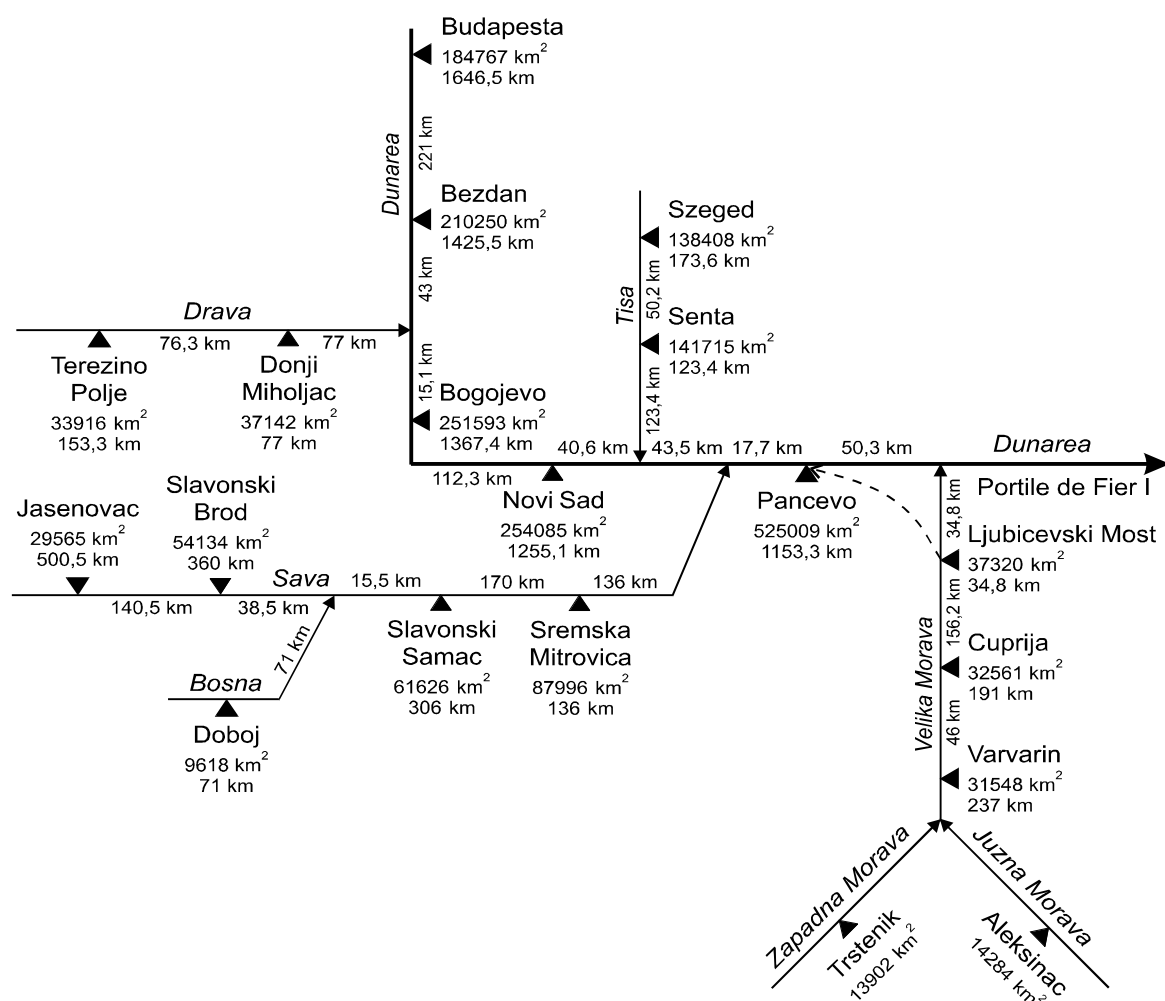 Budapesta
184767 km²
1646,5 km
Dunarea
221 km
Bezdan
210250 km²
1425,5 km
43 km
Drava
76,3 km
77 km
Terezino
Polje
33916 km²
153,3 km
Donji
Miholjac
37142 km²
77 km
15,1 km
Bogojevo
251593 km²
1367,4 km
Tisa
Szeged
138408 km²
173,6 km
50,2 km
Senta
141715 km²
123,4 km
123,4 km
112,3 km
40,6 km
43,5 km
17,7 km
50,3 km
Dunarea
Portile de Fier I
Novi Sad
254085 km²
1255,1 km
Pancevo
525009 km²
1153,3 km
Jasenovac
29565 km²
500,5 km
Slavonski
Brod
54134 km²
360 km
Sava
140,5 km
38,5 km
15,5 km
170 km
136 km
71 km
Bosna
Doboj
9618 km²
71 km
Slavonski
Samac
61626 km²
306 km
Sremska
Mitrovica
87996 km²
136 km
34,8 km
Ljubicevski Most
37320 km²
34,8 km
156,2 km
Cuprija
32561 km²
191 km
Velika Morava
46 km
Varvarin
31548 km²
237 km
Zapadna Morava
Trstenik
13902 km²
Juzna Morava
Aleksinac
14284 km²